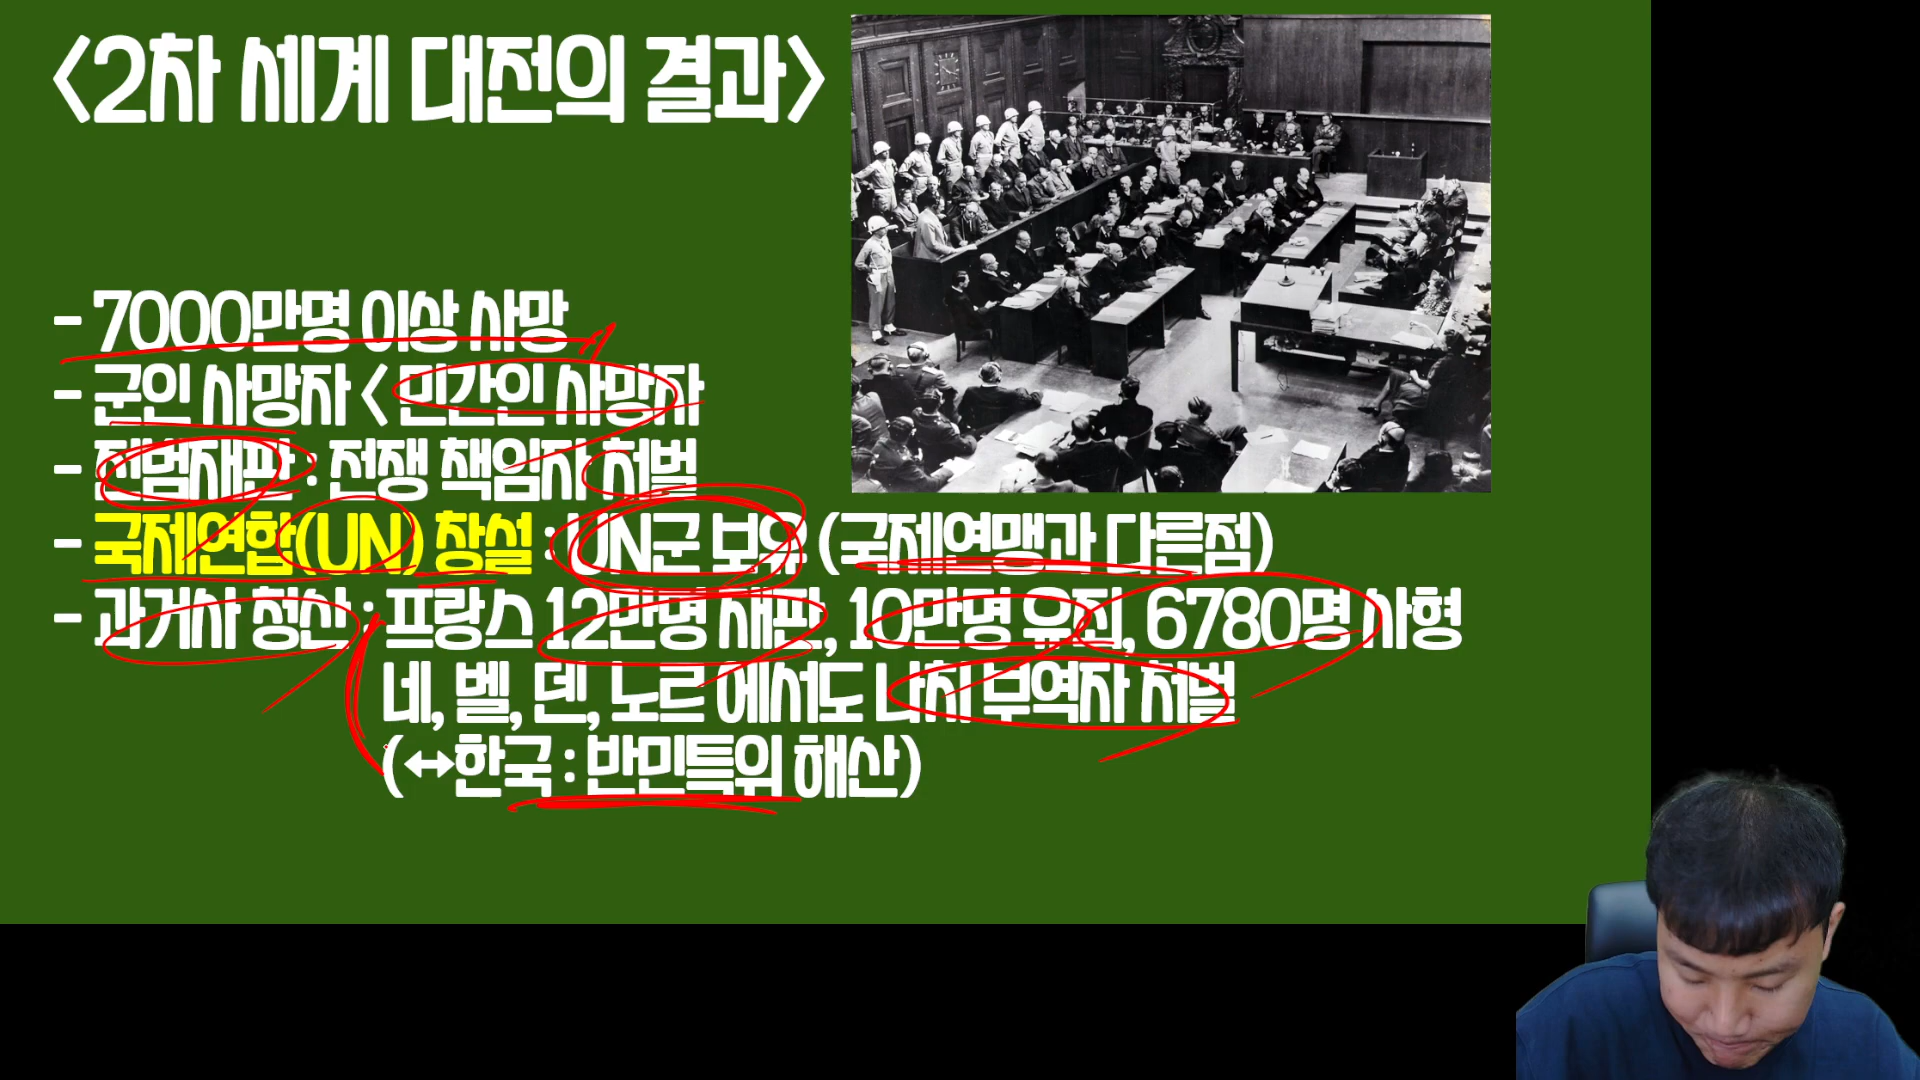 <2차 세계 대전의 결과>
- 7000만명 이상 사망
- 군인 사망자 < 민간인 사망자
- 전범재판 : 전쟁 책임자 처벌
- 국제연합(UN) 창설 : UN군 보유 (국제연맹과 다른점)
- 과거사 청산 : 프랑스 12만명 재판, 10만명 유죄, 6780명 사형
네, 벨, 덴, 노르 에서도 나치 부역자 처벌
(↔한국 : 반민특위 해산)